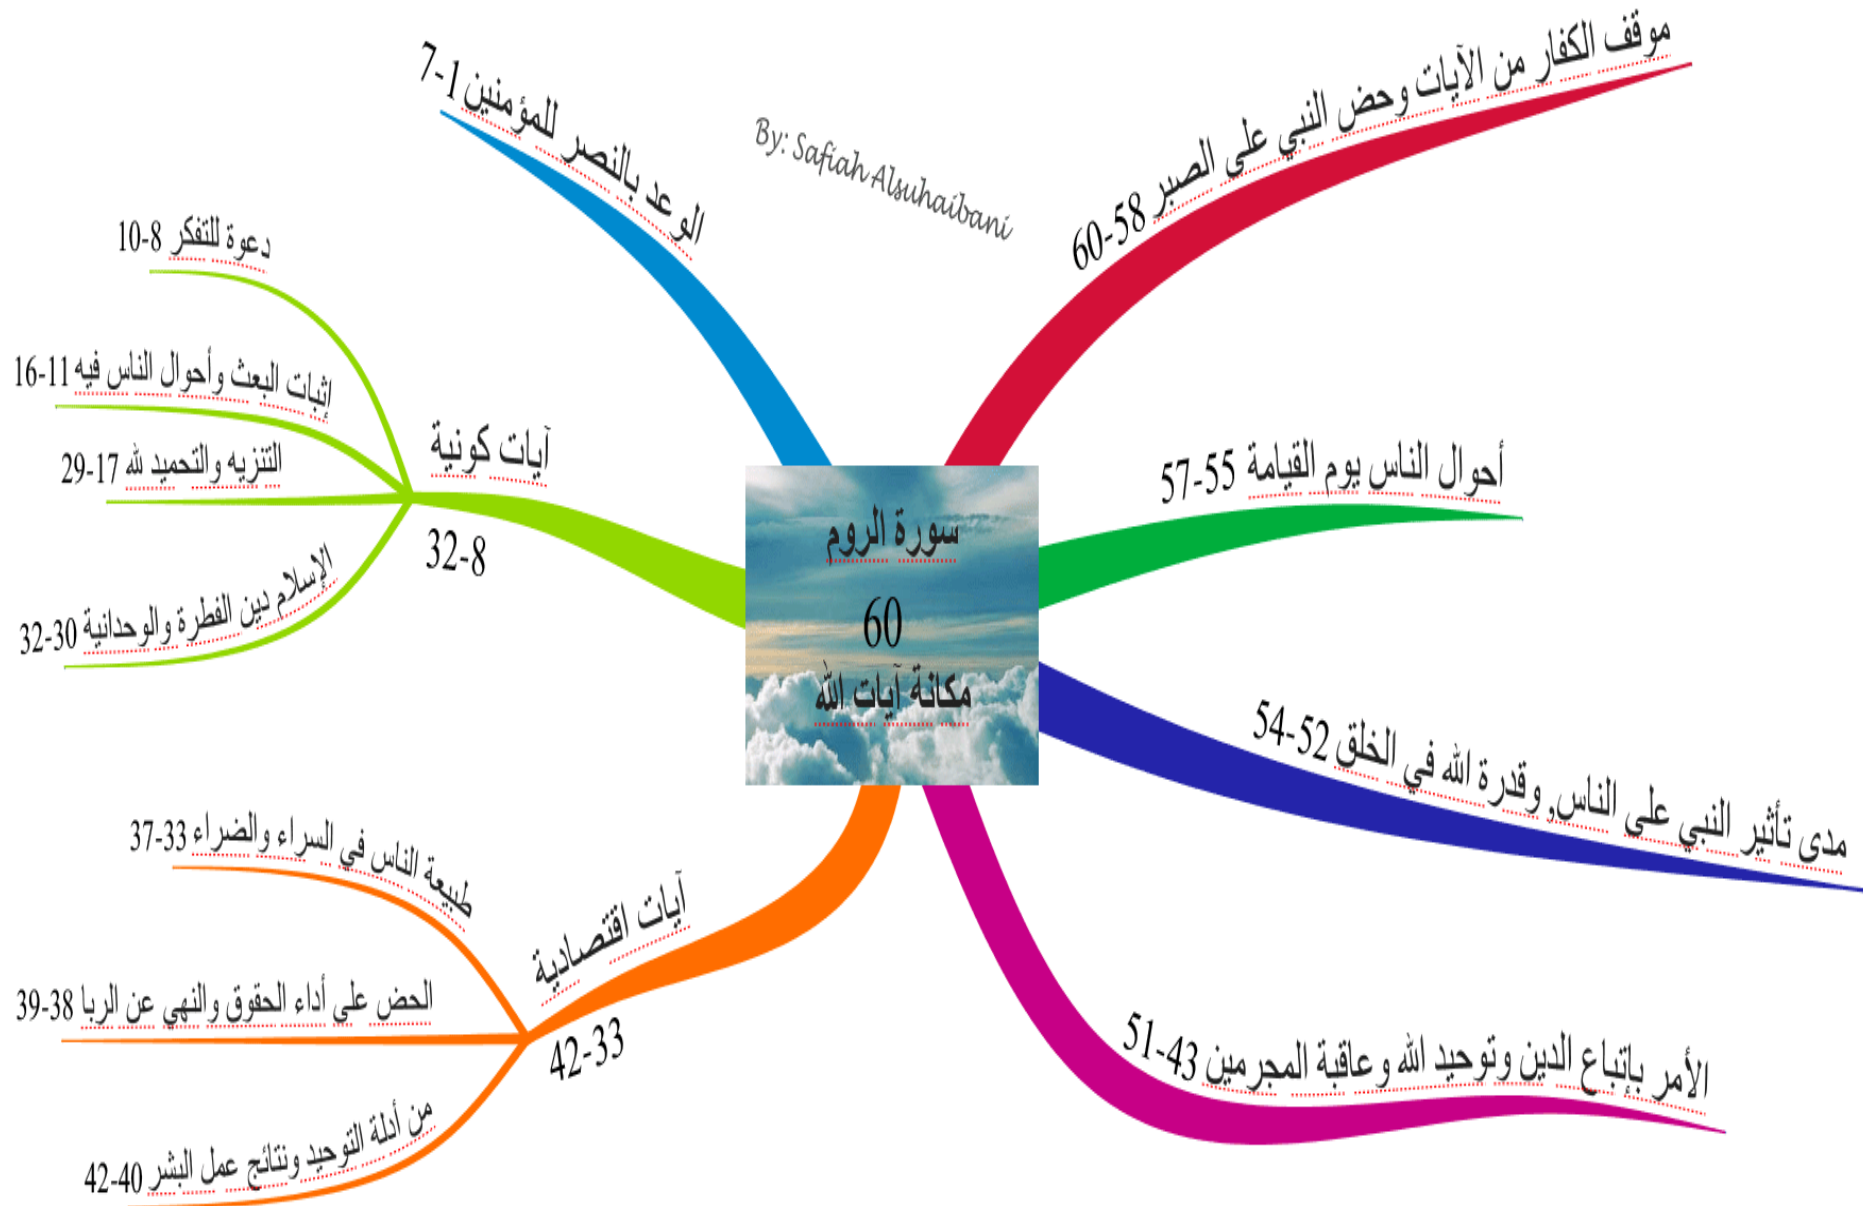 سورة الروم
60
مكانة آيات الله
By: Safiah Alsuhaibani
موقف الكفار من الآيات وحض النبي على الصبر 58-60
أحوال الناس يوم القيامة 55-57
مدى تأثير النبي على الناس, وقدرة الله في الخلق 52-54
الأمر بإتباع الدين وتوحيد الله وعاقبة المجرمين 43-51
الوعد بالنصر للمؤمنين 1-7
آيات كونية
8-32
دعوة للتفكر 8-10
إثبات البعث وأحوال الناس فيه 11-16
التنزيه والتحميد لله 17-29
الإسلام دين الفطرة والوحدانية 30-32
آيات اقتصادية
33-42
طبيعة الناس في السراء والضراء 33-37
الحض على أداء الحقوق والنهي عن الربا 38-39
من أدلة التوحيد ونتائج عمل البشر 40-42